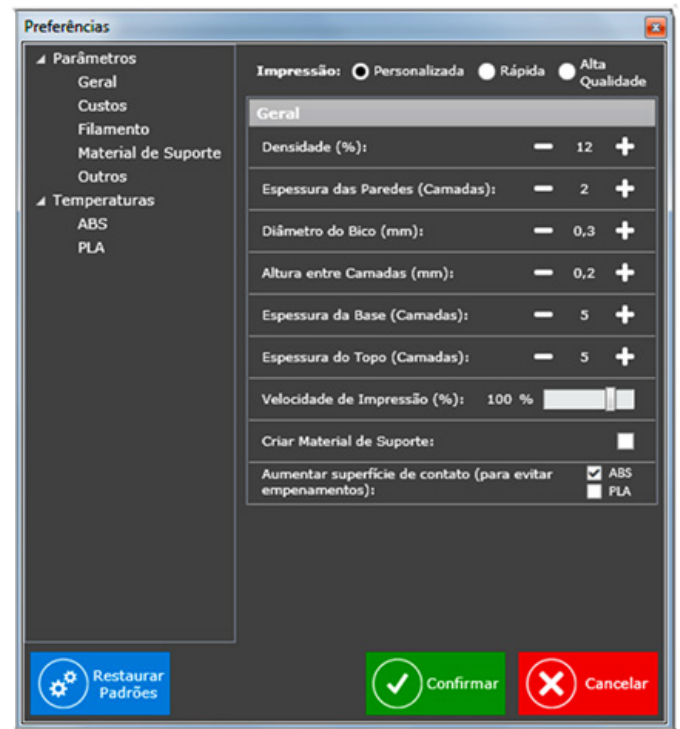 Preferências
Parâmetros
Geral
Custos
Filamento
Material de Suporte
Outros
Temperaturas
ABS
PLA
Impressão: Personalizada Rápida Alta
Qualidade
Geral
Densidade (%): 12
Espessura das Paredes (Camadas): 2
Diâmetro do Bico (mm): 0,3
Altura entre Camadas (mm): 0,2
Espessura da Base (Camadas): 5
Espessura do Topo (Camadas): 5
Velocidade de Impressão (%): 100 %
Criar Material de Suporte:
Aumentar superfície de contato (para evitar ABS
empenamentos): PLA
Restaurar
Padrões
Confirmar
Cancelar